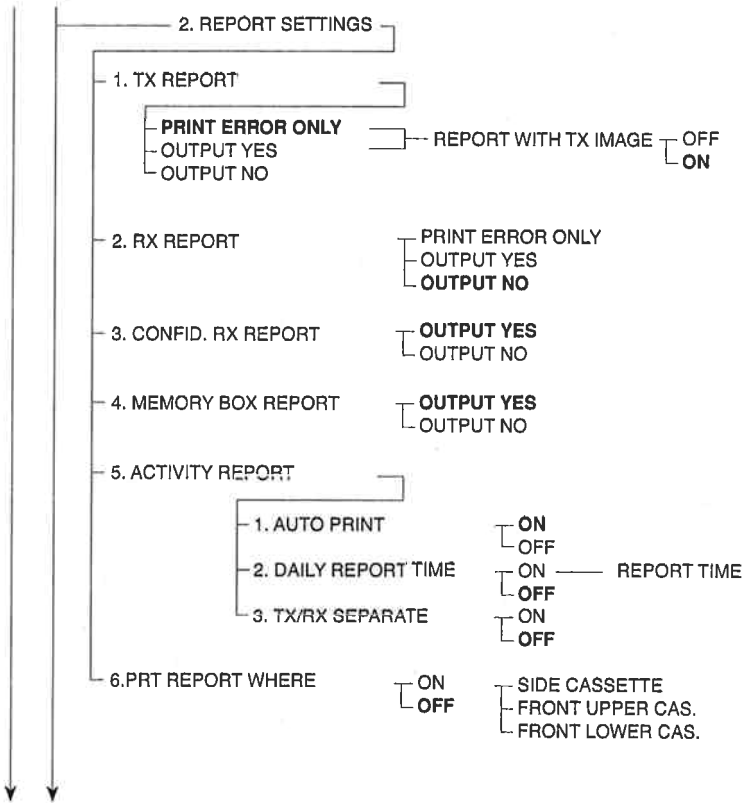 2. REPORT SETTINGS
1. TX REPORT
PRINT ERROR ONLY
REPORT WITH TX IMAGE
OFF
OUTPUT YES
ON
OUTPUT NO
2. RX REPORT
PRINT ERROR ONLY
OUTPUT YES
OUTPUT NO
3. CONFID. RX REPORT
OUTPUT YES
OUTPUT NO
4. MEMORY BOX REPORT
OUTPUT YES
OUTPUT NO
5. ACTIVITY REPORT
1. AUTO PRINT
ON
OFF
2. DAILY REPORT TIME
ON
REPORT TIME
OFF
3. TX/RX SEPARATE
ON
OFF
6.PRT REPORT WHERE
ON
SIDE CASSETTE
OFF
FRONT UPPER CAS.
FRONT LOWER CAS.